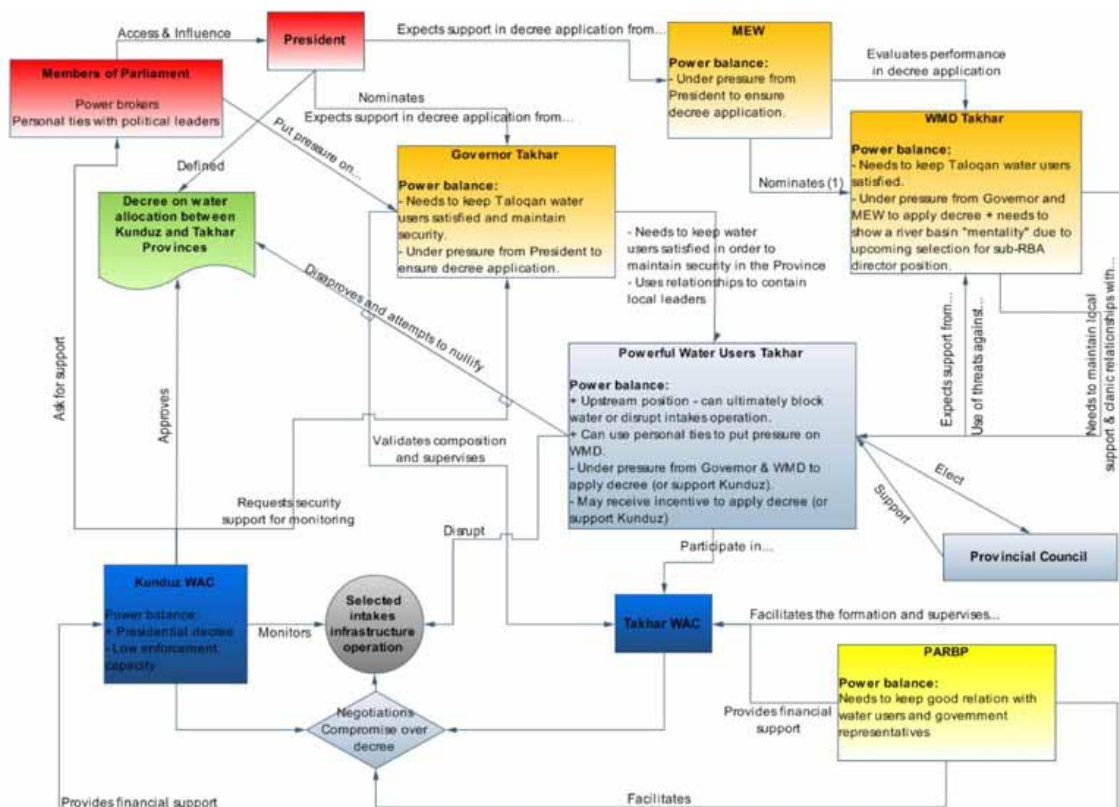 Access & Influence
President
Expects support in decree application from...
MEW
Power balance:
- Under pressure from
President to ensure
decree application.
Evaluates performance
in decree application
Members of Parliament
Power brokers
Personal ties with political leaders
Nominates
Expects support in decree application from...
Put pressure on...
Defined
Governor Takhar
Power balance:
- Needs to keep Taloqan water
users satisfied and maintain
security.
- Under pressure from President to
ensure decree application.
Nominates (1)
WMD Takhar
Power balance:
- Needs to keep Taloqan water users
satisfied.
- Under pressure from Governor and
MEW to apply decree + needs to
show a river basin "mentality" due to
upcoming selection for sub-RBA
director position.
Decree on water
allocation between
Kunduz and Takhar
Provinces
- Needs to keep water
users satisfied in order to
maintain security in the Province
- Uses relationships to contain
local leaders
Disaproves and attempts to nullify
Ask for support
Approves
Expects support from...
Use of threats against...
Needs to maintain local
support & clanic relationships with...
Powerful Water Users Takhar
Power balance:
+ Upstream position - can ultimately block
water or disrupt intakes operation.
+ Can use personal ties to put pressure on
WMD.
- Under pressure from Governor & WMD to
apply decree (or support Kunduz).
- May receive incentive to apply decree (or
support Kunduz)
Validates composition
and supervises
Requests security
support for monitoring
Disrupt
Elect
Support
Provincial Council
Participate in...
Kunduz WAC
Power balance:
+ Presidential decree
- Low enforcement
capacity
Monitors
Selected
intakes
infrastructure
operation
Takhar WAC
Facilitates the formation and supervises...
PARBP
Power balance:
Needs to keep good relation with
water users and government
representatives
Negotiations
Compromise over
decree
Provides financial
support
Provides financial support
Facilitates